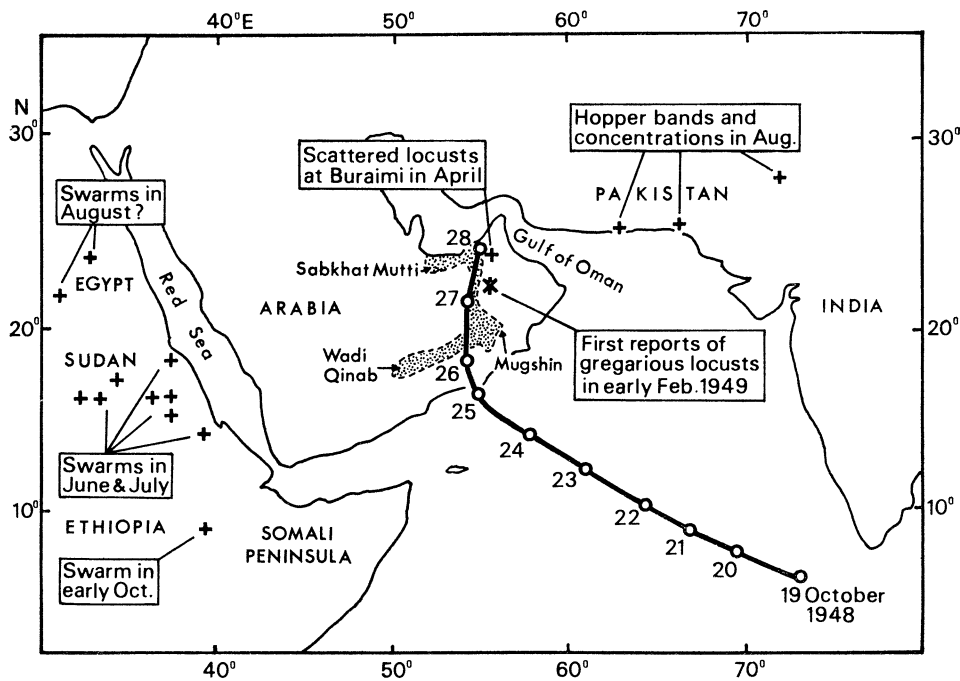 40°E
50°
60°
70°
N
30°
30°
Hopper bands and
concentrations in Aug.
Scattered locusts
at Buraimi in April
PAKISTAN
Swarms in
August?
28
Gulf of Oman
Sabkhat Mutti
EGYPT
Red Sea
ARABIA
27
INDIA
20°
20°
First reports of
gregarious locusts
in early Feb. 1949
SUDAN
Wadi
Qinab
26
Mugshin
25
24
23
Swarms in
June & July
22
10°
10°
21
ETHIOPIA
SOMALI
PENINSULA
20
Swarm in
early Oct.
19 October
1948
40°
50°
60°
70°